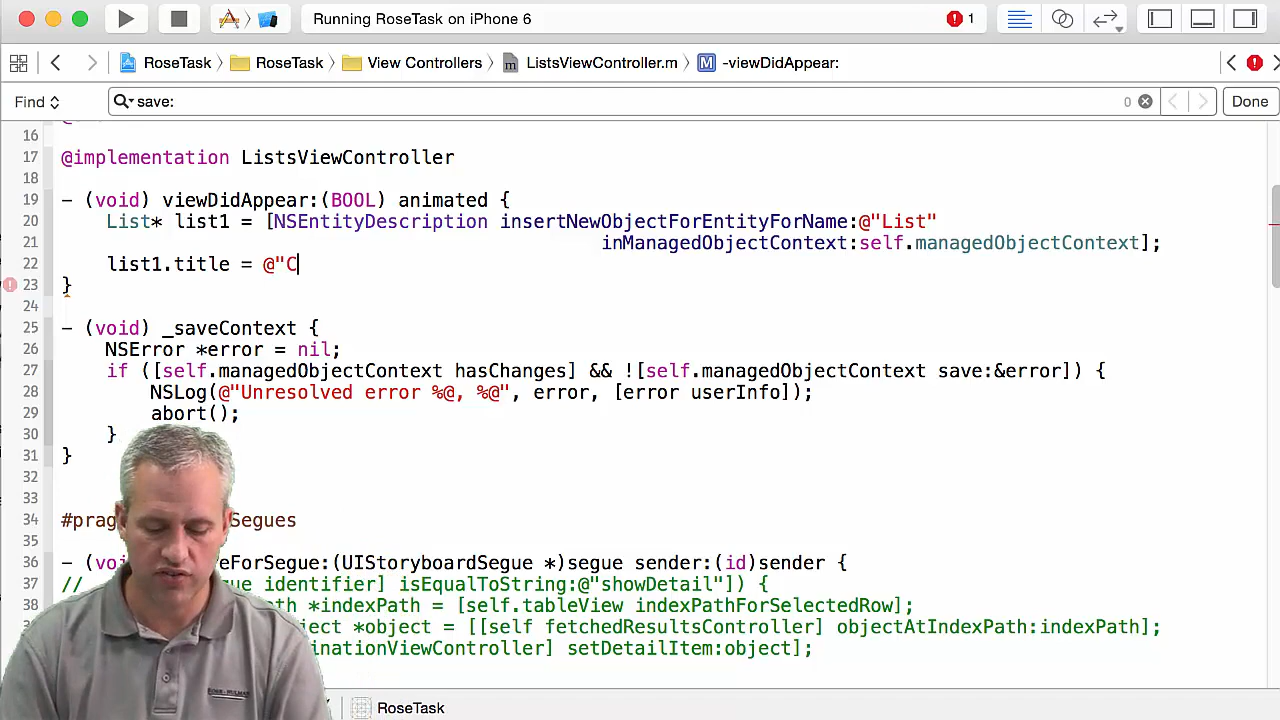 Running RoseTask on iPhone 6
1
RoseTask
RoseTask
View Controllers
ListsViewController.m
M
-viewDidAppear:
Find
save:
0
Done
16
17 @implementation ListsViewController
18
19 - (void) viewDidAppear:(BOOL) animated {
20 List* list1 = [NSEntityDescription insertNewObjectForEntityForName:@"List"
21 inManagedObjectContext:self.managedObjectContext];
22 list1.title = @"C
23 }
24
25 - (void) _saveContext {
26 NSError *error = nil;
27 if ([self.managedObjectContext hasChanges] && ![self.managedObjectContext save:&error]) {
28 NSLog(@"Unresolved error %@, %@", error, [error userInfo]);
29 abort();
30 }
31 }
32
33
34 #prag Segues
35
36 - (voi eForSegue:(UIStoryboardSegue *)segue sender:(id)sender {
37 // gue identifier] isEqualToString:@"showDetail"]) {
38 ath *indexPath = [self.tableView indexPathForSelectedRow];
ject *object = [[self fetchedResultsController] objectAtIndexPath:indexPath];
inationViewController] setDetailItem:object];
RoseTask